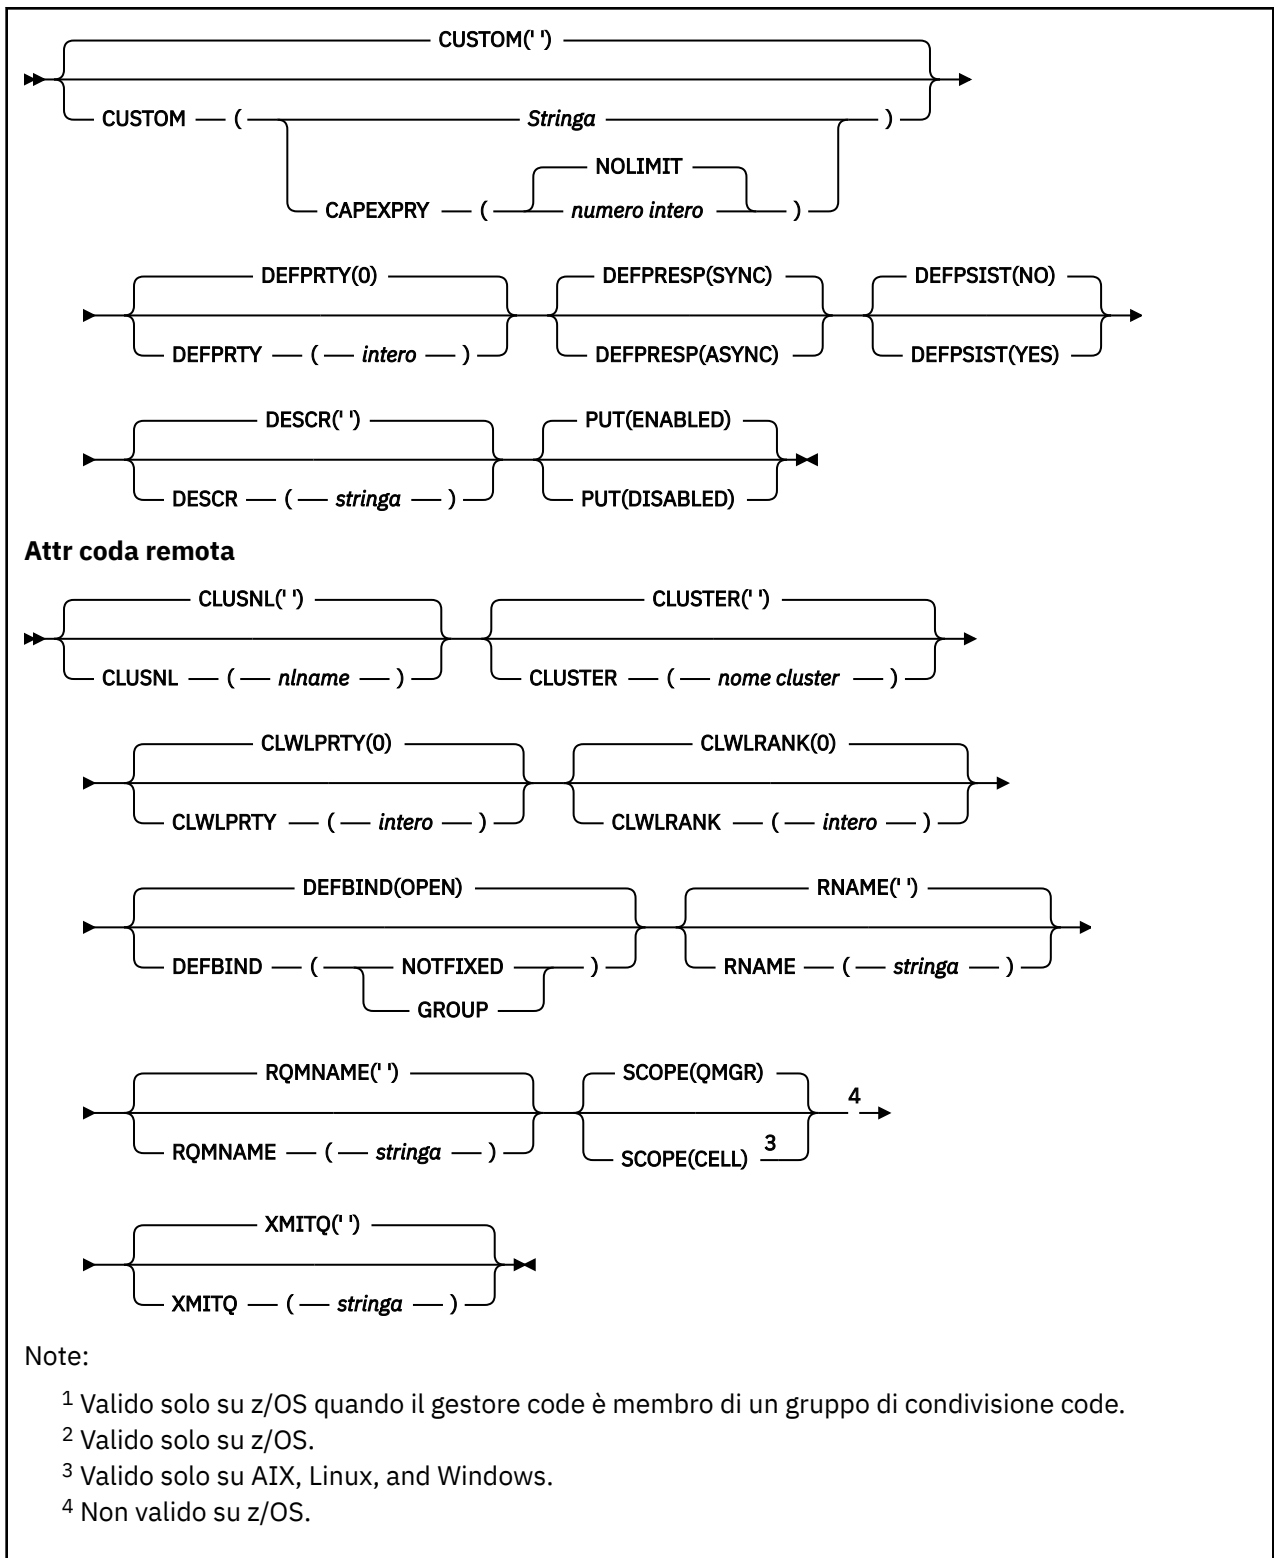 CUSTOM(' ')
CUSTOM ( Stringa )
NOLIMIT
CAPEXPRY ( numero intero )
DEFPRTY(0) DEFPRESP(SYNC) DEFPSIST(NO)
DEFPRTY ( intero ) DEFPRESP(ASYNC) DEFPSIST(YES)
DESCR(' ') PUT(ENABLED)
DESCR ( stringa ) PUT(DISABLED)
Attr coda remota
CLUSNL(' ') CLUSTER(' ')
CLUSNL ( nlname ) CLUSTER ( nome cluster )
CLWLPRTY(0) CLWLRANK(0)
CLWLPRTY ( intero ) CLWLRANK ( intero )
DEFBIND(OPEN) RNAME(' ')
DEFBIND ( NOTFIXED ) RNAME ( stringa )
GROUP
RQMNAME(' ') SCOPE(QMGR) 4
RQMNAME ( stringa ) SCOPE(CELL) 3
XMITQ(' ')
XMITQ ( stringa )
Note:
1 Valido solo su z/OS quando il gestore code è membro di un gruppo di condivisione code.
2 Valido solo su z/OS.
3 Valido solo su AIX, Linux, and Windows.
4 Non valido su z/OS.